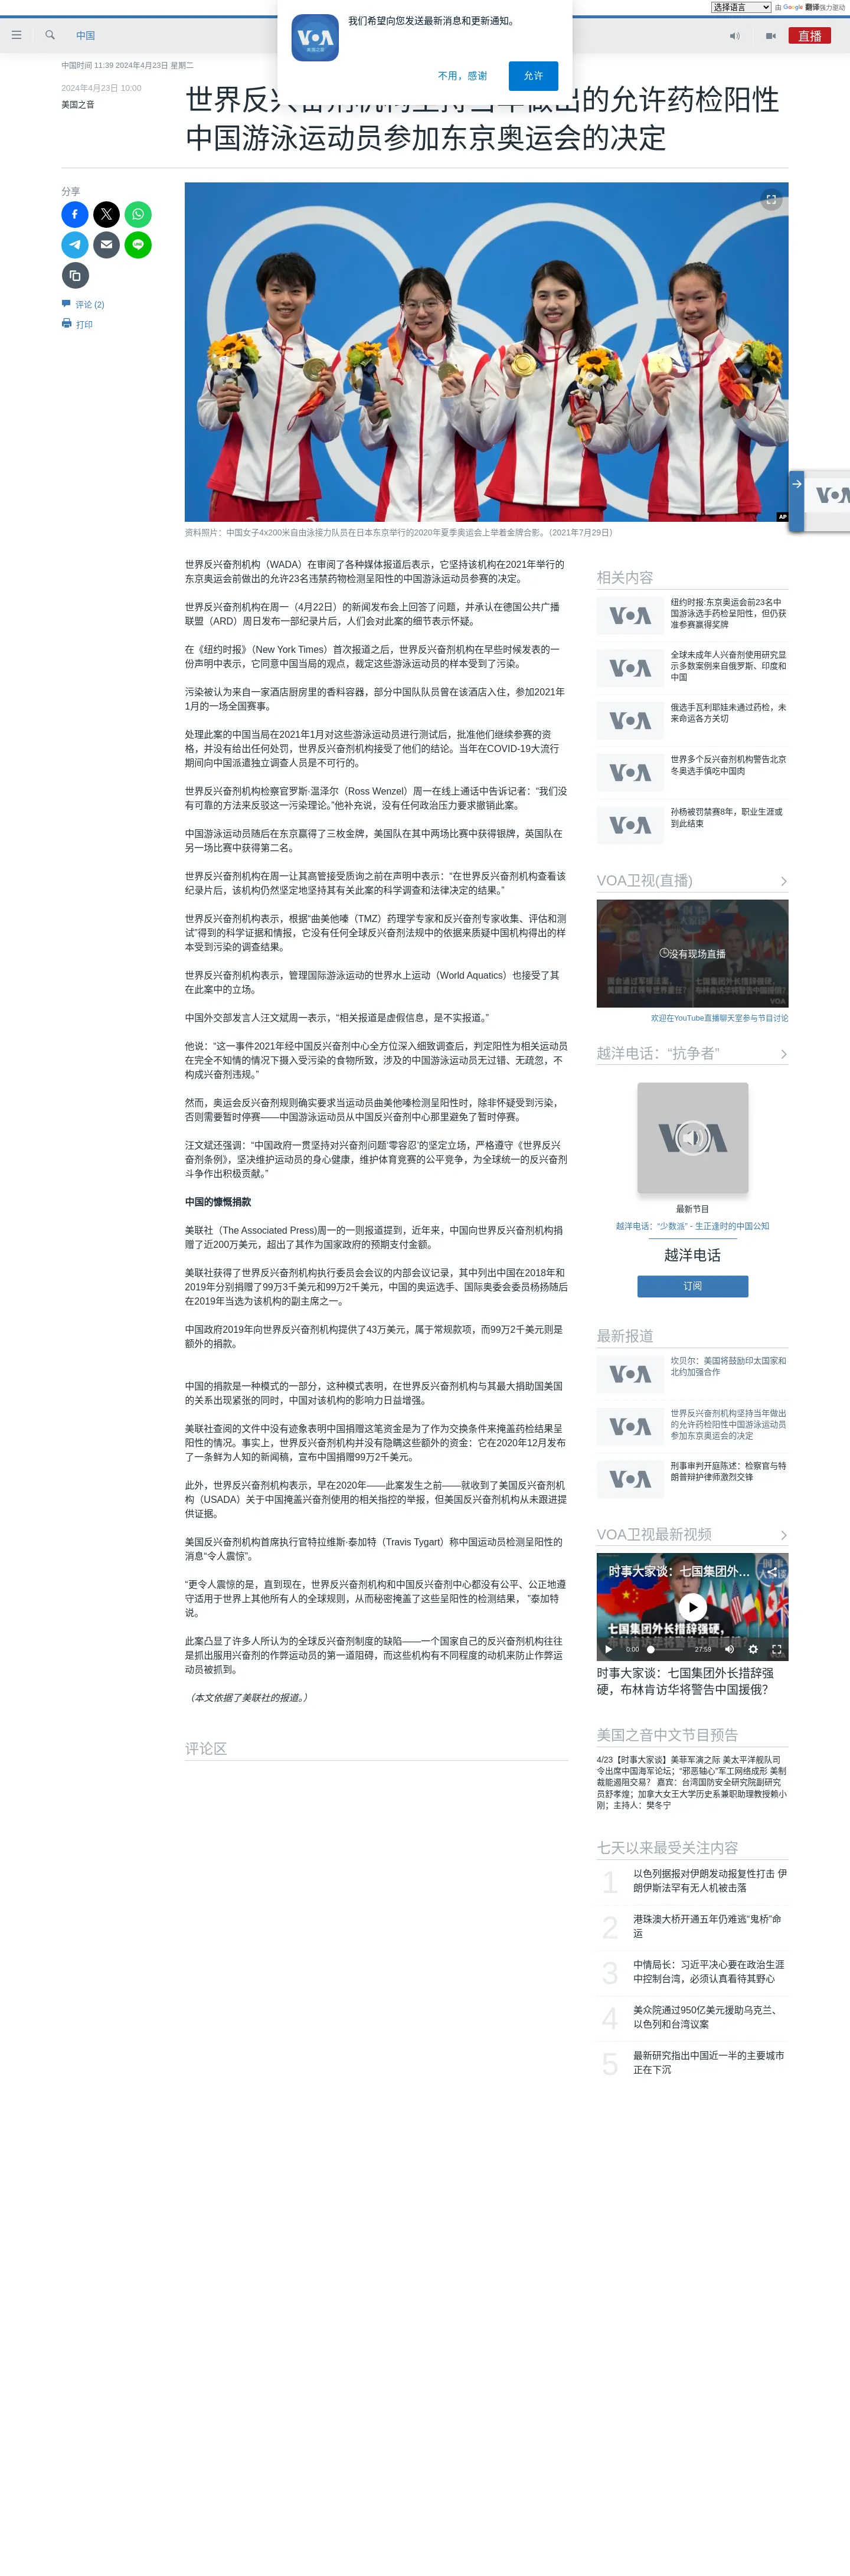 选择语言 由 Google 翻译强力驱动
我们希望向您发送最新消息和更新通知。
VOA
美国之音
不用，感谢
允许
中国
直播
中国时间 11:39 2024年4月23日 星期二
2024年4月23日 10:00
美国之音
中国游泳运动员参加东京奥运会的决定
分享
评论 (2)
打印
AP
资料照片：中国女子4x200米自由泳接力队员在日本东京举行的2020年夏季奥运会上举着金牌合影。(2021年7月29日)
世界反兴奋剂机构（WADA）在审阅了各种媒体报道后表示，它坚持该机构在2021年举行的
东京奥运会前做出的允许23名违禁药物检测呈阳性的中国游泳运动员参赛的决定。
世界反兴奋剂机构在周一（4月22日）的新闻发布会上回答了问题，并承认在德国公共广播
联盟（ARD）周日发布一部纪录片后，人们会对此案的细节表示怀疑。
在《纽约时报》（New York Times）首次报道之后，世界反兴奋剂机构在早些时候发表的一
份声明中表示，它同意中国当局的观点，裁定这些游泳运动员的样本受到了污染。
污染被认为来自一家酒店厨房里的香料容器，部分中国队队员曾在该酒店入住，参加2021年
1月的一场全国赛事。
处理此案的中国当局在2021年1月对这些游泳运动员进行测试后，批准他们继续参赛的资
格，并没有给出任何处罚，世界反兴奋剂机构接受了他们的结论。当年在COVID-19大流行
期间向中国派遣独立调查人员是不可行的。
世界反兴奋剂机构检察官罗斯·温泽尔（Ross Wenzel）周一在线上通话中告诉记者：“我们没
有可靠的方法来反驳这一污染理论。”他补充说，没有任何政治压力要求撤销此案。
中国游泳运动员随后在东京赢得了三枚金牌，美国队在其中两场比赛中获得银牌，英国队在
另一场比赛中获得第二名。
世界反兴奋剂机构在周一让其高管接受质询之前在声明中表示：“在世界反兴奋剂机构查看该
纪录片后，该机构仍然坚定地坚持其有关此案的科学调查和法律决定的结果。”
世界反兴奋剂机构表示，根据“曲美他嗪（TMZ）药理学专家和反兴奋剂专家收集、评估和测
试”得到的科学证据和情报，它没有任何全球反兴奋剂法规中的依据来质疑中国机构得出的样
本受到污染的调查结果。
世界反兴奋剂机构表示，管理国际游泳运动的世界水上运动（World Aquatics）也接受了其
在此案中的立场。
中国外交部发言人汪文斌周一表示，“相关报道是虚假信息，是不实报道。”
他说：“这一事件2021年经中国反兴奋剂中心全方位深入细致调查后，判定阳性为相关运动员
在完全不知情的情况下摄入受污染的食物所致，涉及的中国游泳运动员无过错、无疏忽，不
构成兴奋剂违规。”
然而，奥运会反兴奋剂规则确实要求当运动员曲美他嗪检测呈阳性时，除非怀疑受到污染，
否则需要暂时停赛——中国游泳运动员从中国反兴奋剂中心那里避免了暂时停赛。
汪文斌还强调：“中国政府一贯坚持对兴奋剂问题‘零容忍’的坚定立场，严格遵守《世界反兴
奋剂条例》，坚决维护运动员的身心健康，维护体育竞赛的公平竞争，为全球统一的反兴奋剂
斗争作出积极贡献。”
中国的慷慨捐款
美联社（The Associated Press)周一的一则报道提到，近年来，中国向世界反兴奋剂机构捐
赠了近200万美元，超出了其作为国家政府的预期支付金额。
美联社获得了世界反兴奋剂机构执行委员会会议的内部会议记录，其中列出中国在2018年和
2019年分别捐赠了99万3千美元和99万2千美元，中国的奥运选手、国际奥委会委员杨扬随后
在2019年当选为该机构的副主席之一。
中国政府2019年向世界反兴奋剂机构提供了43万美元，属于常规款项，而99万2千美元则是
额外的捐款。
中国的捐款是一种模式的一部分，这种模式表明，在世界反兴奋剂机构与其最大捐助国美国
的关系出现紧张的同时，中国对该机构的影响力日益增强。
美联社查阅的文件中没有迹象表明中国捐赠这笔资金是为了作为交换条件来掩盖药检结果呈
阳性的情况。事实上，世界反兴奋剂机构并没有隐瞒这些额外的资金：它在2020年12月发布
了一条鲜为人知的新闻稿，宣布中国捐赠99万2千美元。
此外，世界反兴奋剂机构表示，早在2020年——此案发生之前——就收到了美国反兴奋剂机
构（USADA）关于中国掩盖兴奋剂使用的相关指控的举报，但美国反兴奋剂机构从未跟进提
供证据。
美国反兴奋剂机构首席执行官特拉维斯·泰加特（Travis Tygart）称中国运动员检测呈阳性的
消息“令人震惊”。
“更令人震惊的是，直到现在，世界反兴奋剂机构和中国反兴奋剂中心都没有公平、公正地遵
守适用于世界上其他所有人的全球规则，从而秘密掩盖了这些呈阳性的检测结果， ”泰加特
说。
此案凸显了许多人所认为的全球反兴奋剂制度的缺陷——一个国家自己的反兴奋剂机构往往
是抓出服用兴奋剂的作弊运动员的第一道阻碍，而这些机构有不同程度的动机来防止作弊运
动员被抓到。
（本文依据了美联社的报道。）
评论区
相关内容
纽约时报:东京奥运会前23名中
国游泳选手药检呈阳性，但仍获
准参赛赢得奖牌
全球未成年人兴奋剂使用研究显
示多数案例来自俄罗斯、印度和
中国
俄选手瓦利耶娃未通过药检，未
来命运各方关切
世界多个反兴奋剂机构警告北京
冬奥选手慎吃中国肉
孙杨被罚禁赛8年，职业生涯或
到此结束
VOA卫视(直播)
没有现场直播
VOA
欢迎在YouTube直播聊天室参与节目讨论
越洋电话：“抗争者”
VOA
最新节目
越洋电话：“少数派” - 生正逢时的中国公知
越洋电话
订阅
最新报道
坎贝尔：美国将鼓励印太国家和
北约加强合作
世界反兴奋剂机构坚持当年做出
的允许药检阳性中国游泳运动员
参加东京奥运会的决定
刑事审判开庭陈述：检察官与特
朗普辩护律师激烈交锋
VOA卫视最新视频
时事大家谈：七国集团外...
七国集团外长措辞强硬，
0:00 27:59
时事大家谈：七国集团外长措辞强
硬，布林肯访华将警告中国援俄？
美国之音中文节目预告
4/23【时事大家谈】美菲军演之际 美太平洋舰队司
令出席中国海军论坛；“邪恶轴心”军工网络成形 美制
裁能遏阻交易？ 嘉宾：台湾国防安全研究院副研究
员舒孝煌；加拿大女王大学历史系兼职助理教授赖小
刚；主持人：樊冬宁
七天以来最受关注内容
1 以色列据报对伊朗发动报复性打击 伊
朗伊斯法罕有无人机被击落
2 港珠澳大桥开通五年仍难逃“鬼桥”命
运
3 中情局长：习近平决心要在政治生涯
中控制台湾，必须认真看待其野心
4 美众院通过950亿美元援助乌克兰、
以色列和台湾议案
5 最新研究指出中国近一半的主要城市
正在下沉